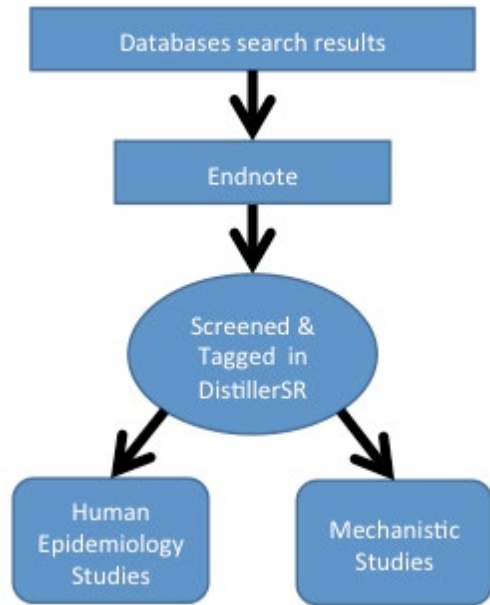 Databases search results
Endnote
Screened &
Tagged in
DistillerSR
Human
Epidemiology
Studies
Mechanistic
Studies